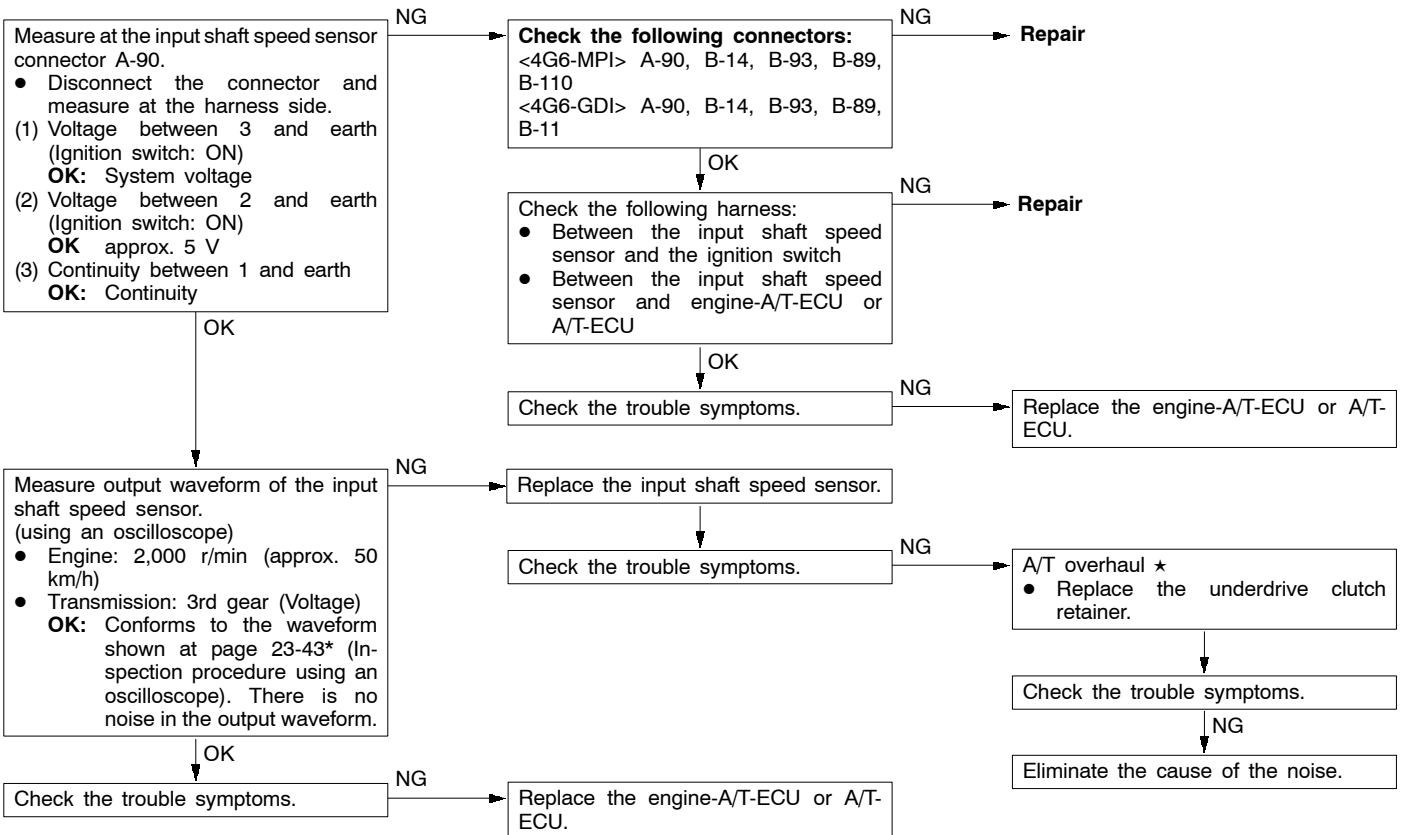 Measure at the input shaft speed sensor
connector A-90.
● Disconnect the connector and
measure at the harness side.
(1) Voltage between 3 and earth
(Ignition switch: ON)
OK: System voltage
(2) Voltage between 2 and earth
(Ignition switch: ON)
OK approx. 5 V
(3) Continuity between 1 and earth
OK: Continuity
NG
Check the following connectors:
<4G6-MPI> A-90, B-14, B-93, B-89,
B-110
<4G6-GDI> A-90, B-14, B-93, B-89,
B-11
NG
Repair
OK
Check the following harness:
● Between the input shaft speed
sensor and the ignition switch
● Between the input shaft speed
sensor and engine-A/T-ECU or
A/T-ECU
NG
Repair
OK
OK
Check the trouble symptoms.
NG
Replace the engine-A/T-ECU or A/T-
ECU.
Measure output waveform of the input
shaft speed sensor.
(using an oscilloscope)
● Engine: 2,000 r/min (approx. 50
km/h)
● Transmission: 3rd gear (Voltage)
OK: Conforms to the waveform
shown at page 23-43* (In-
spection procedure using an
oscilloscope). There is no
noise in the output waveform.
NG
Replace the input shaft speed sensor.
Check the trouble symptoms.
NG
A/T overhaul ★
● Replace the underdrive clutch
retainer.
Check the trouble symptoms.
NG
Eliminate the cause of the noise.
OK
Check the trouble symptoms.
NG
Replace the engine-A/T-ECU or A/T-
ECU.